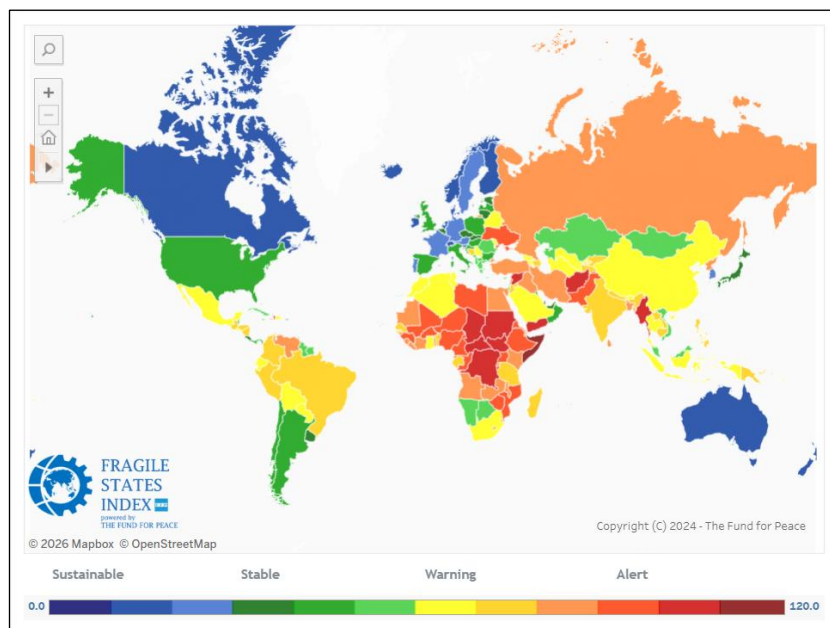 FRAGILE
STATES
INDEX
powered by
THE FUND FOR PEACE
Copyright (C) 2024 - The Fund for Peace
© 2026 Mapbox © OpenStreetMap
Sustainable Stable Warning Alert
0.0 120.0